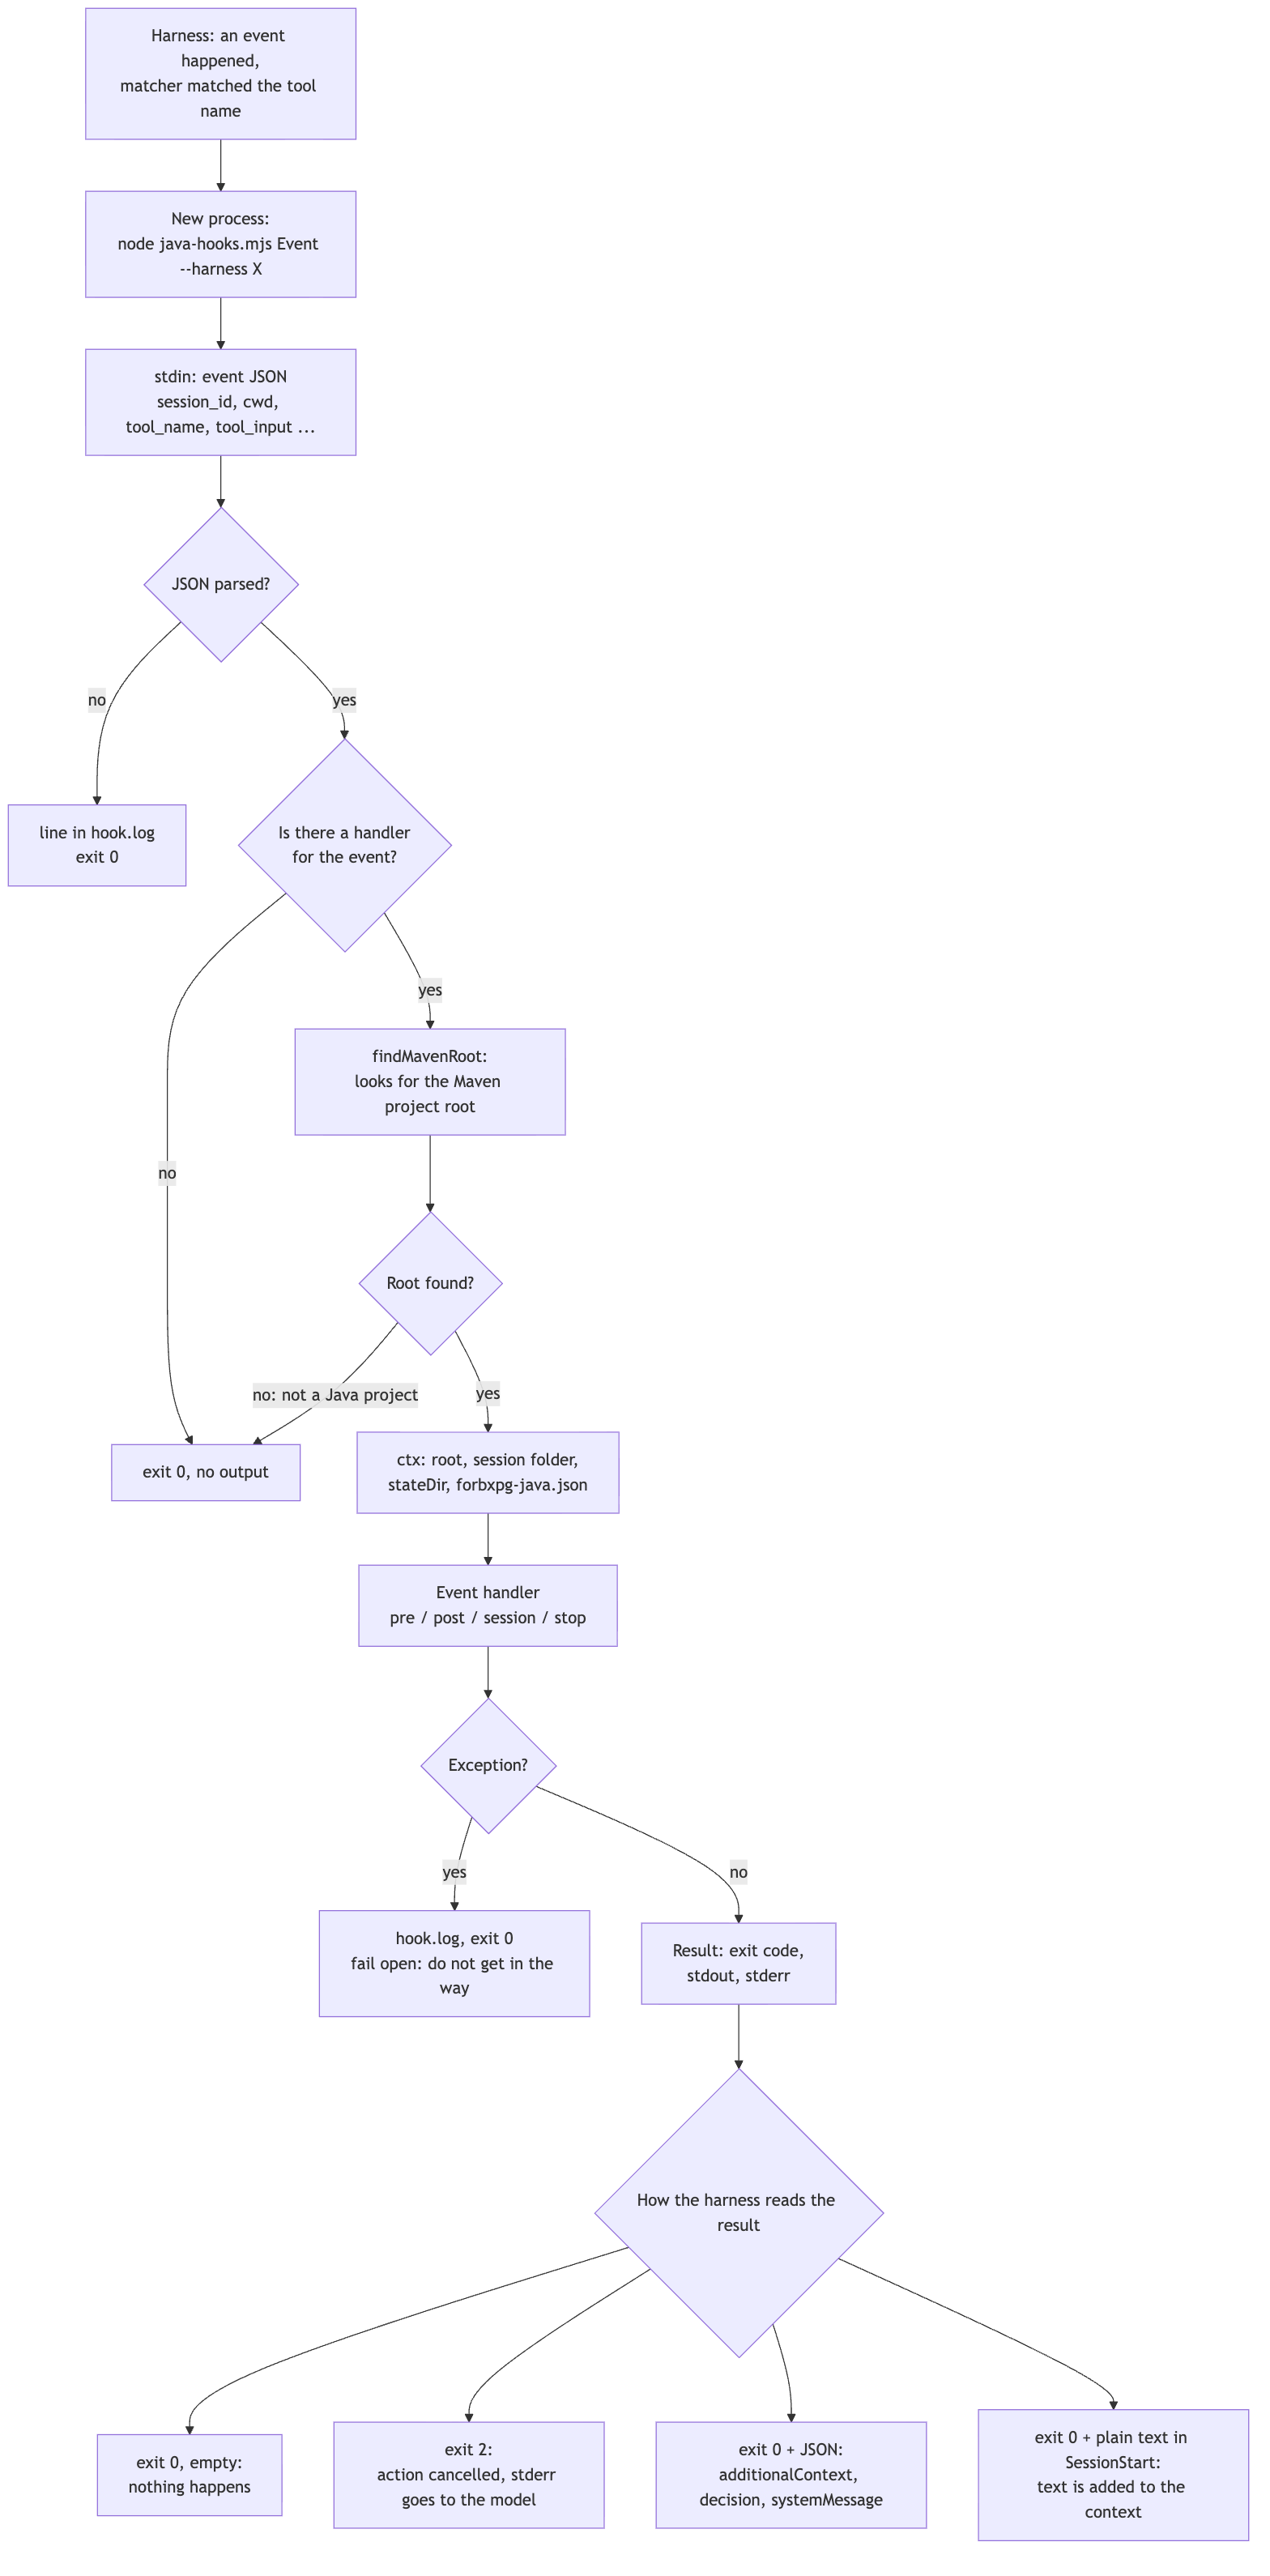 Harness: an event
happened,
matcher matched the tool
name
New process:
node java-hooks.mjs Event
--harness X
stdin: event JSON
session_id, cwd,
tool_name, tool_input ...
JSON parsed?
no
yes
line in hook.log
exit 0
Is there a handler
for the event?
yes
findMavenRoot:
looks for the Maven
project root
no
Root found?
no: not a Java project
yes
exit 0, no output
ctx: root, session folder,
stateDir, forbxpg-java.json
Event handler
pre / post / session / stop
Exception?
yes
no
hook.log, exit 0
fail open: do not get in the
way
Result: exit code,
stdout, stderr
How the harness reads the
result
exit 0, empty:
nothing happens
exit 2:
action cancelled, stderr
goes to the model
exit 0 + JSON:
additionalContext,
decision, systemMessage
exit 0 + plain text in
SessionStart:
text is added to the
context